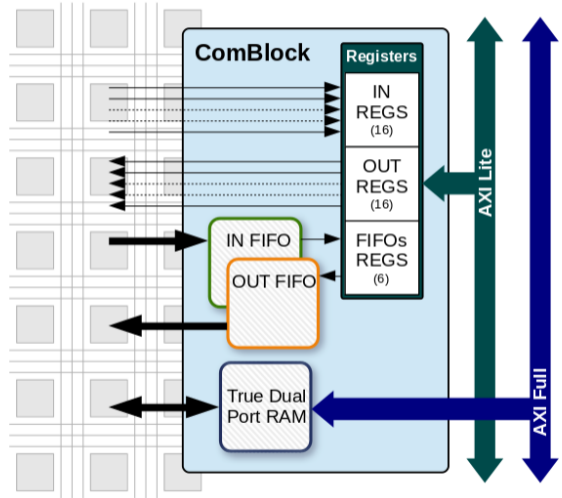 ComBlock
Registers
IN
REGS
(16)
OUT
REGS
(16)
FIFOs
REGS
(6)
IN FIFO
OUT FIFO
True Dual
Port RAM
AXI Lite
AXI Full